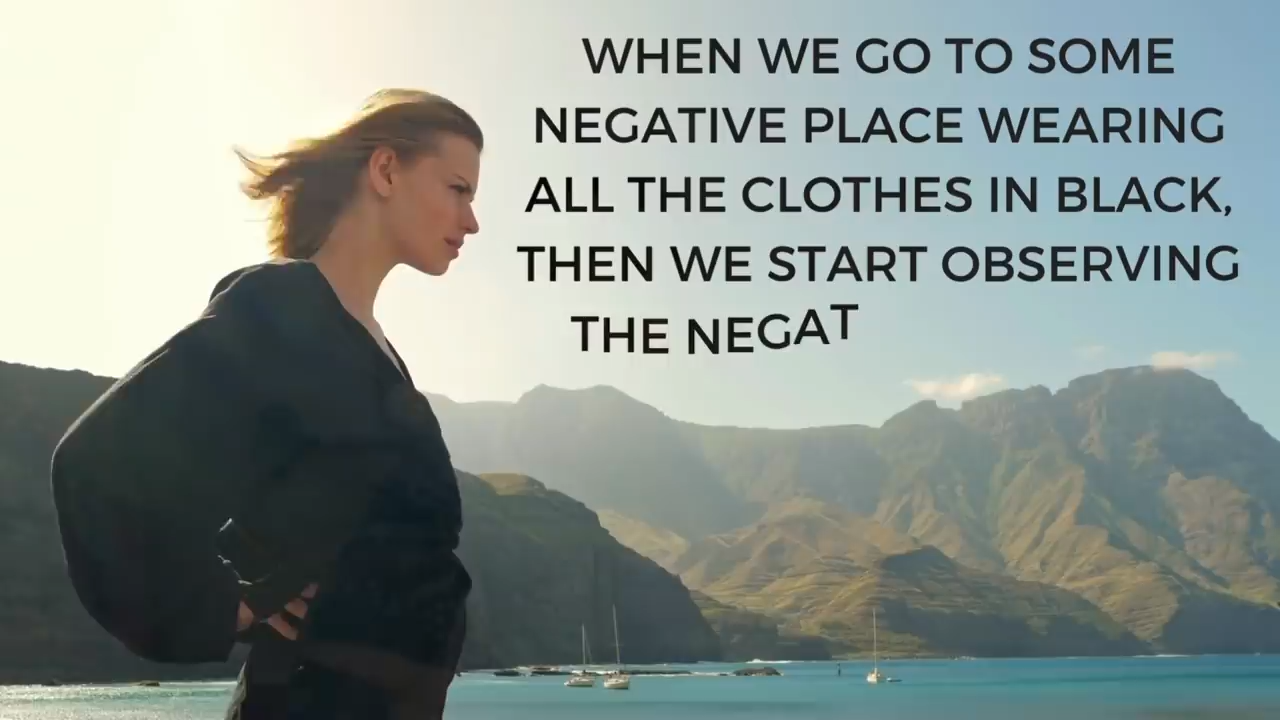 WHEN WE GO TO SOME
NEGATIVE PLACE WEARING
ALL THE CLOTHES IN BLACK,
THEN WE START OBSERVING
THE NEGAT